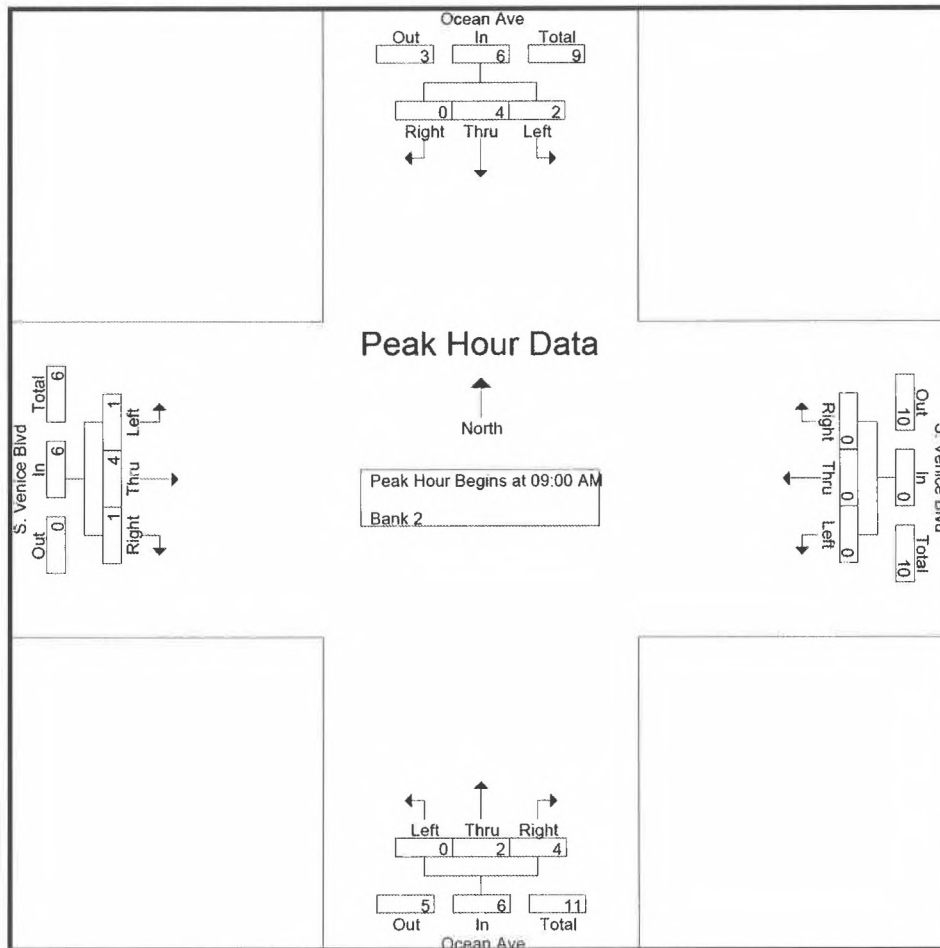 Ocean Ave
Out In Total
3 6 9
0 4 2
Right Thru Left
Peak Hour Data
North
Peak Hour Begins at 09:00 AM
Bank 2
S. Venice Blvd
Out In Total
0 6 6
1 4 1
Left Thru Right
S. Venice Blvd
Out In Total
10 0 10
0 0 0
Right Thru Left
Left Thru Right
0 2 4
5 6 11
Out In Total
Ocean Ave